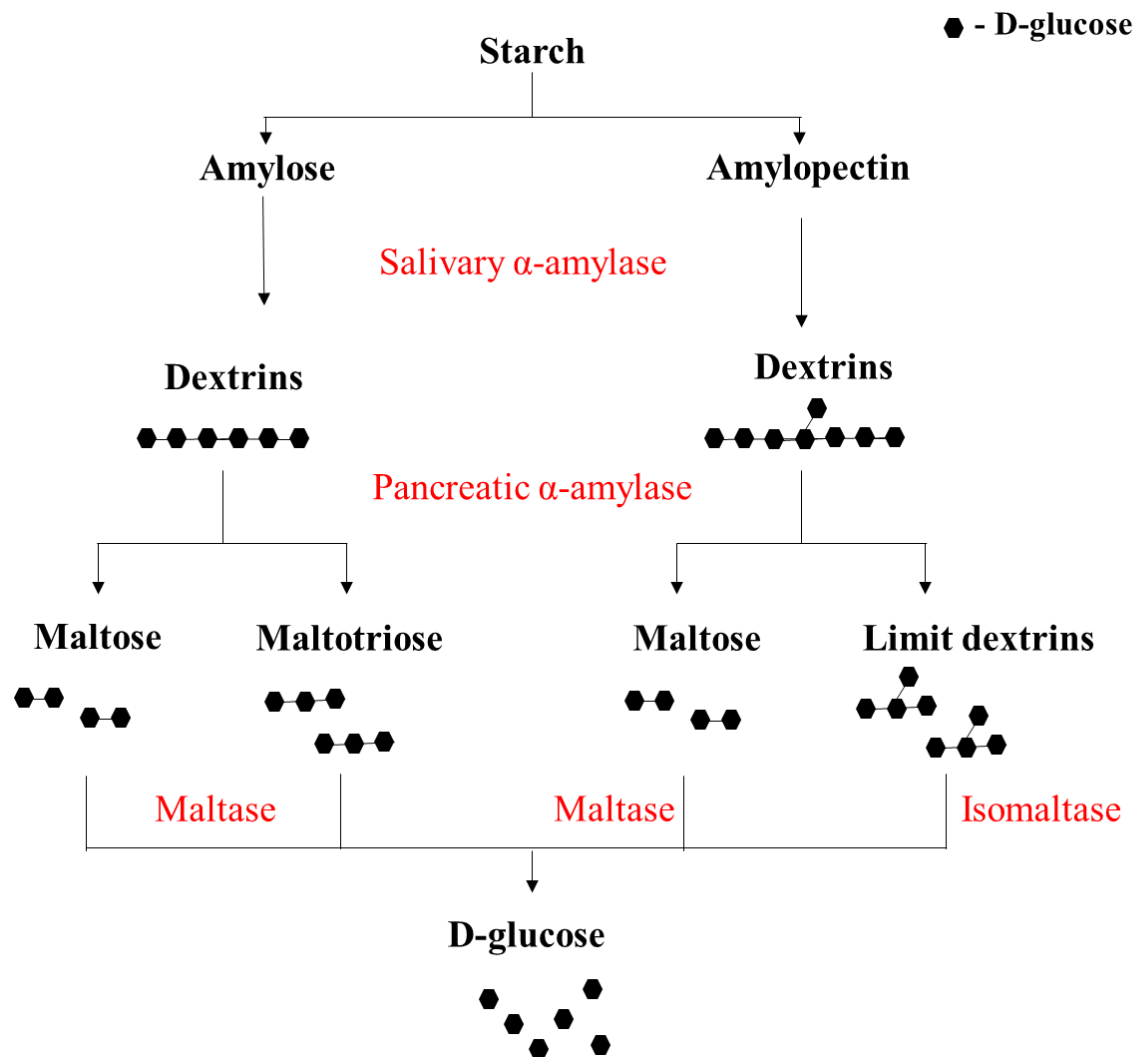 - D-glucose
Starch
Amylose
Amylopectin
Salivary α-amylase
Dextrins
Dextrins
Pancreatic α-amylase
Maltose
Maltotriose
Maltose
Limit dextrins
Maltase
Maltase
Isomaltase
D-glucose